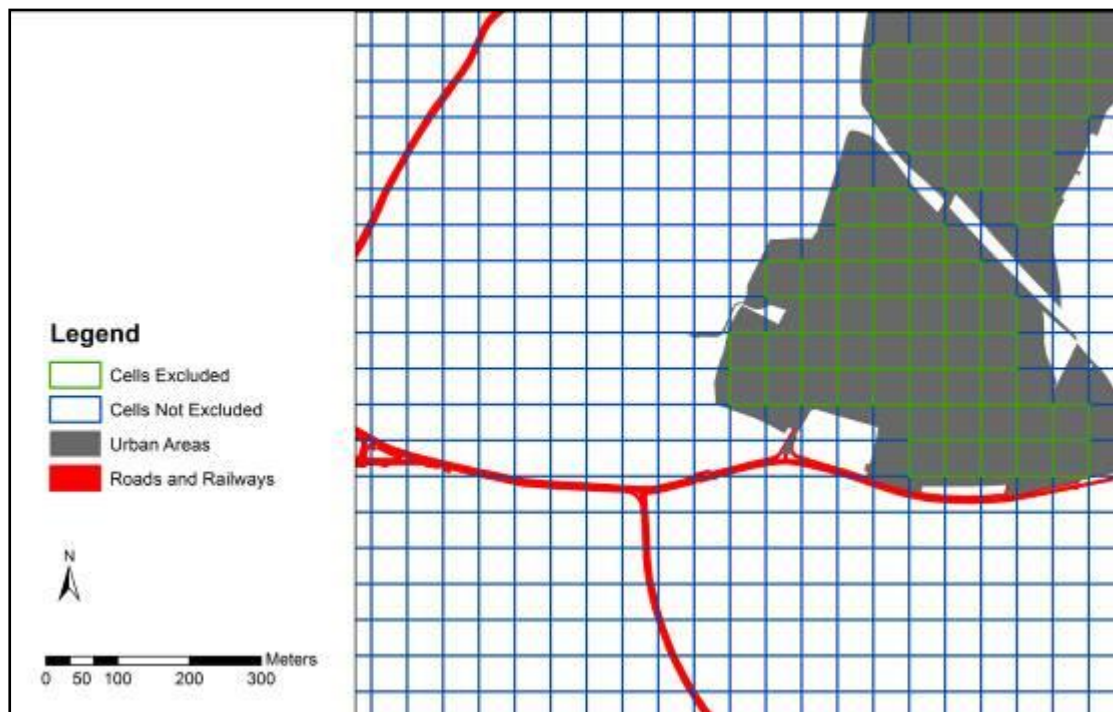 Legend
Cells Excluded
Cells Not Excluded
Urban Areas
Roads and Railways
N
Meters
0 50 100 200 300